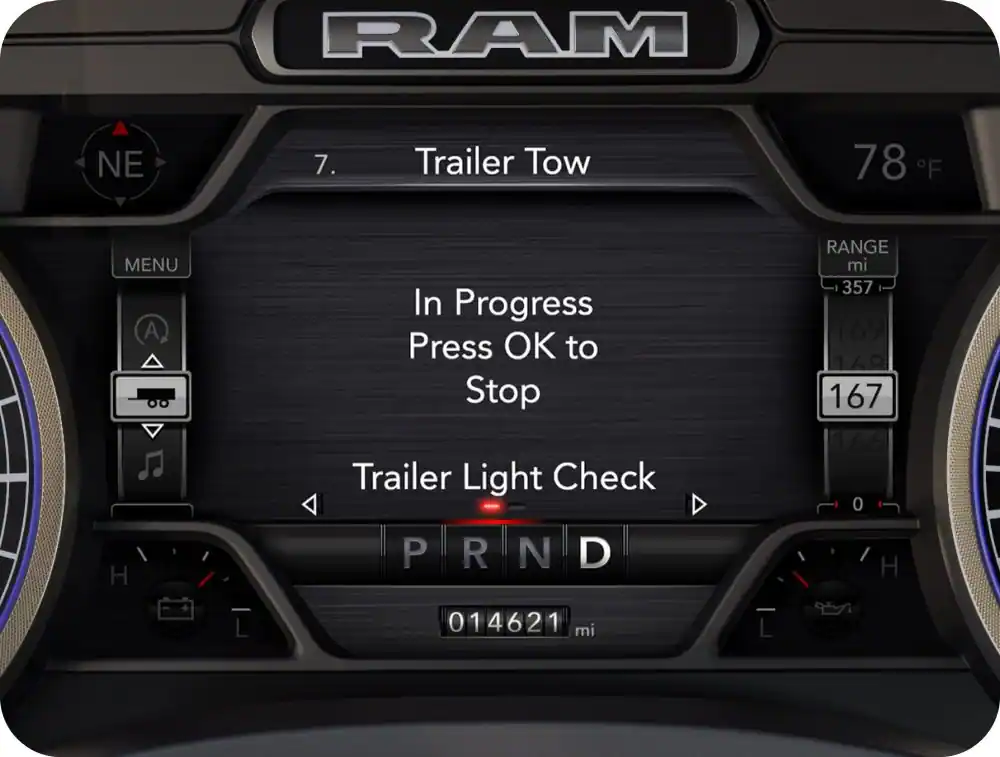 RAM
NE
7. Trailer Tow
78 °F
MENU
RANGE
mi
357
A
In Progress
Press OK to
Stop
167
Trailer Light Check
0
P R N D
H
L
H
L
014621 mi